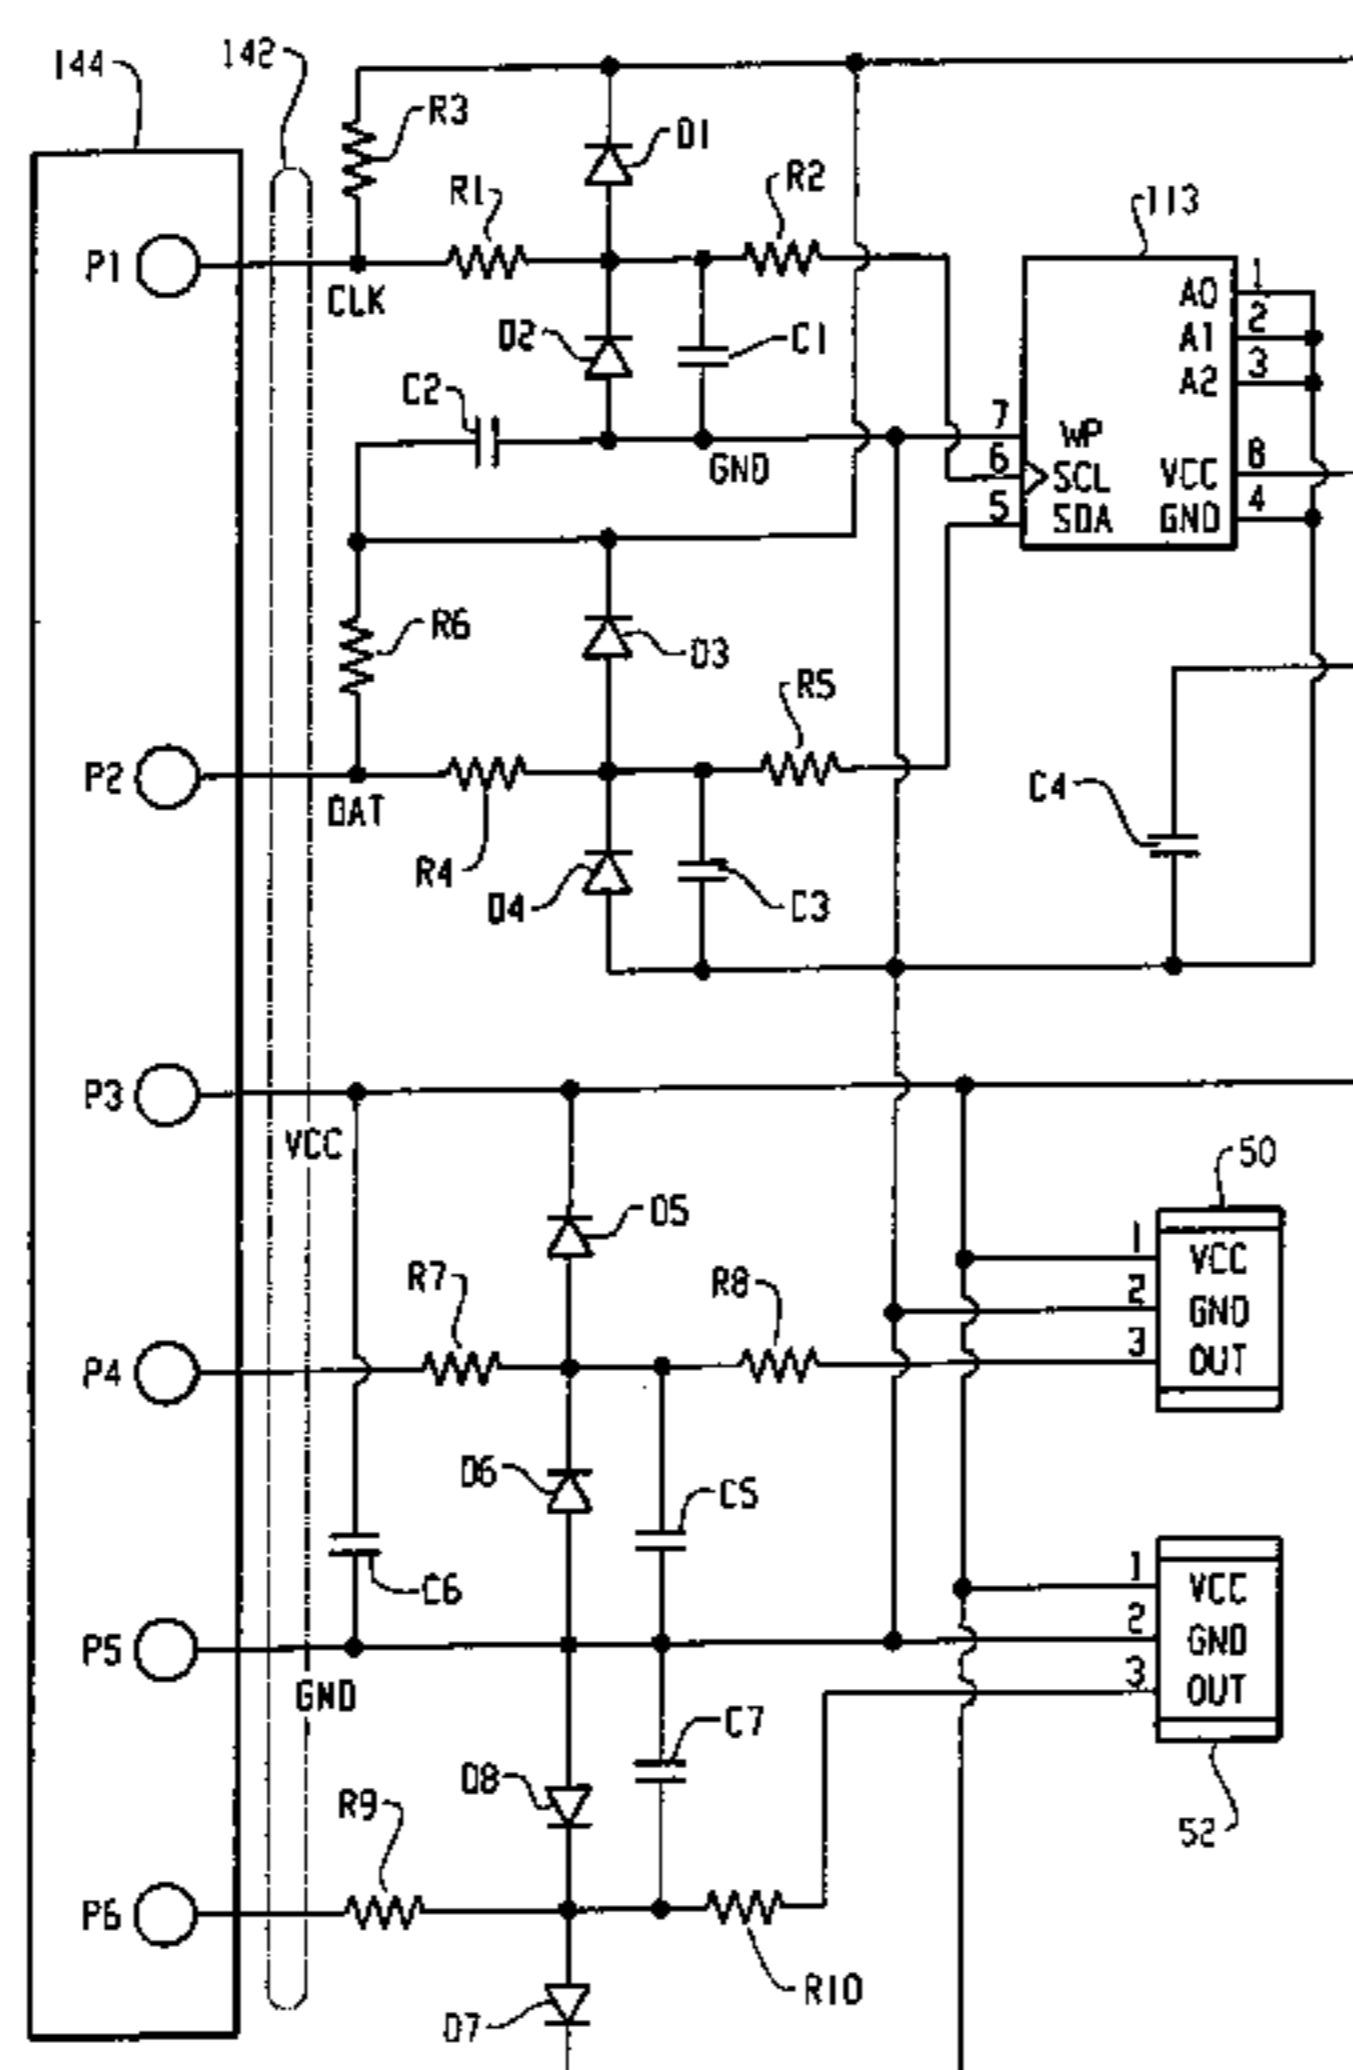 144
142
R3
D1
R1
R2
113
P1
CLK
A0 1
A1 2
A2 3
D2
C1
C2
7
WP
GND
6
SCL
VCC 8
5
SDA
GND 4
R6
D3
R5
P2
DAT
C4
R4
D4
C3
P3
VCC
50
D5
1 VCC
R7
R8
2 GND
3 OUT
P4
D6
C5
C6
1 VCC
2 GND
P5
GND
3 OUT
C7
D8
R9
52
P6
R10
D7